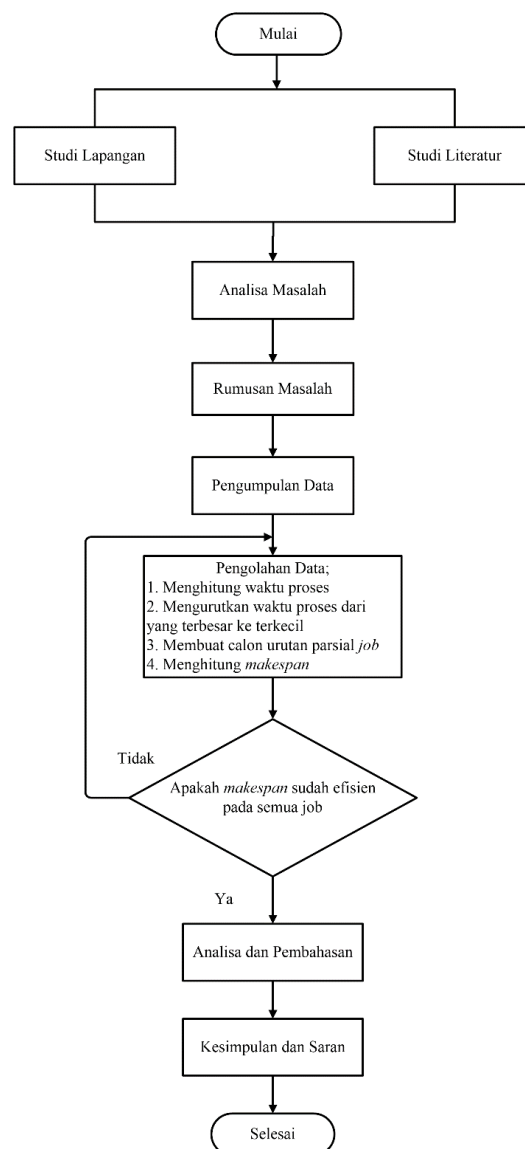 Mulai
Studi Lapangan
Studi Literatur
Analisa Masalah
Rumusan Masalah
Pengumpulan Data
Pengolahan Data;
1. Menghitung waktu proses
2. Mengurutkan waktu proses dari
yang terbesar ke terkecil
3. Membuat calon urutan parsial job
4. Menghitung makespan
Tidak
Apakah makespan sudah efisien
pada semua job
Ya
Analisa dan Pembahasan
Kesimpulan dan Saran
Selesai